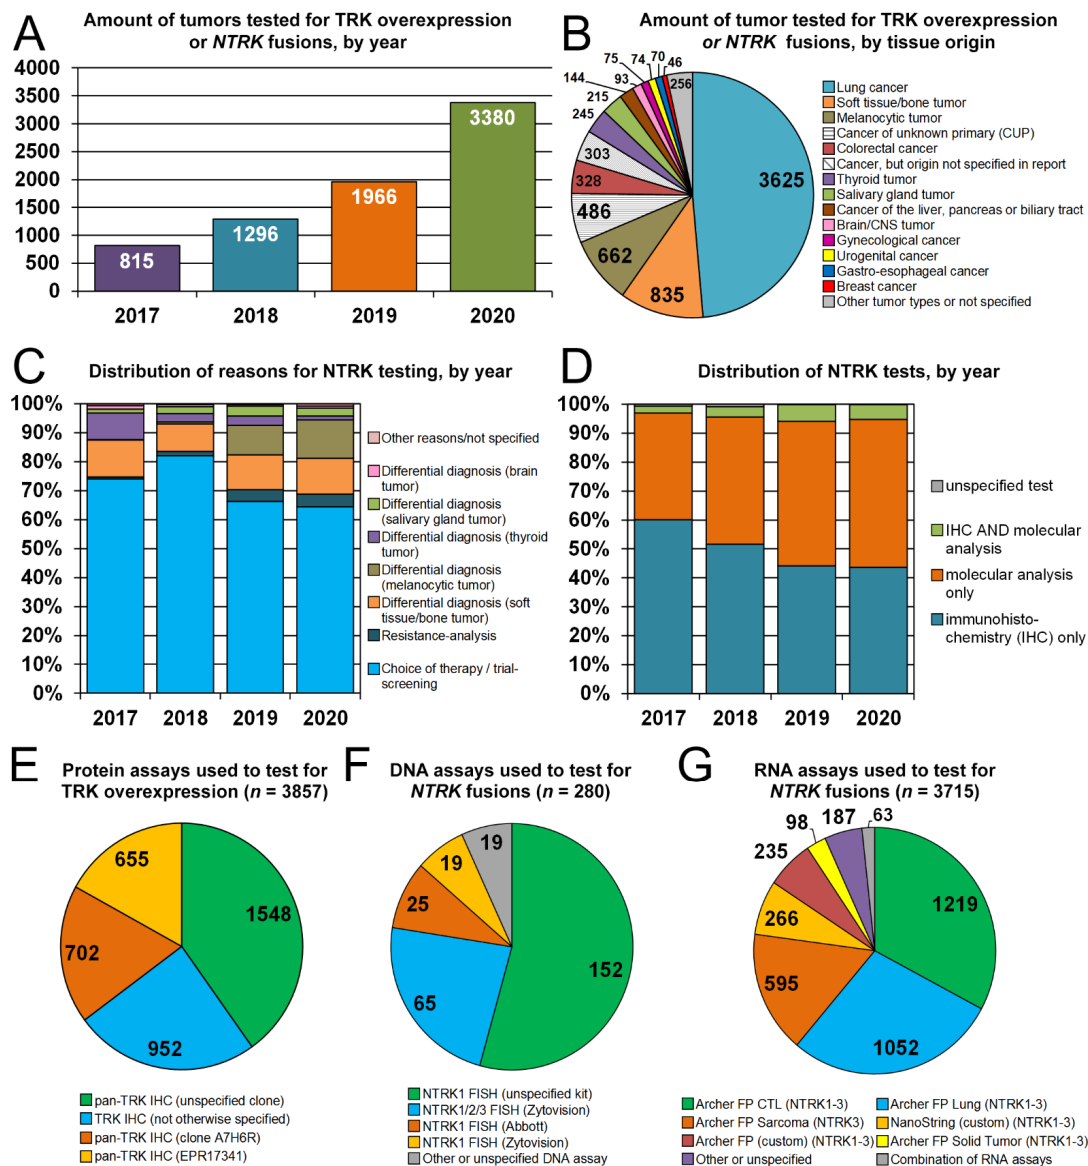 A
Amount of tumors tested for TRK overexpression
or NTRK fusions, by year
4000
3500
3000
2500
2000
1500
1000
500
0
815
1296
1966
3380
2017
2018
2019
2020
B
Amount of tumor tested for TRK overexpression
or NTRK fusions, by tissue origin
3625
835
662
486
328
303
245
215
144
93
75
74
70
46
256
Lung cancer
Soft tissue/bone tumor
Melanocytic tumor
Cancer of unknown primary (CUP)
Colorectal cancer
Cancer, but origin not specified in report
Thyroid tumor
Salivary gland tumor
Cancer of the liver, pancreas or biliary tract
Brain/CNS tumor
Gynecological cancer
Urogenital cancer
Gastro-esophageal cancer
Breast cancer
Other tumor types or not specified
C
Distribution of reasons for NTRK testing, by year
100%
90%
80%
70%
60%
50%
40%
30%
20%
10%
0%
2017
2018
2019
2020
Other reasons/not specified
Differential diagnosis (brain
tumor)
Differential diagnosis
(salivary gland tumor)
Differential diagnosis (thyroid
tumor)
Differential diagnosis
(melanocytic tumor)
Differential diagnosis (soft
tissue/bone tumor)
Resistance-analysis
Choice of therapy / trial-
screening
D
Distribution of NTRK tests, by year
100%
90%
80%
70%
60%
50%
40%
30%
20%
10%
0%
2017
2018
2019
2020
unspecified test
IHC AND molecular
analysis
molecular analysis
only
immunohisto-
chemistry (IHC) only
E
Protein assays used to test for
TRK overexpression (n = 3857)
1548
952
702
655
pan-TRK IHC (unspecified clone)
TRK IHC (not otherwise specified)
pan-TRK IHC (clone A7H6R)
pan-TRK IHC (EPR17341)
F
DNA assays used to test for
NTRK fusions (n = 280)
152
65
25
19
19
NTRK1 FISH (unspecified kit)
NTRK1/2/3 FISH (Zytovision)
NTRK1 FISH (Abbott)
NTRK1 FISH (Zytovision)
Other or unspecified DNA assay
G
RNA assays used to test for
NTRK fusions (n = 3715)
1219
1052
595
266
235
98
187
63
Archer FP CTL (NTRK1-3)
Archer FP Lung (NTRK1-3)
Archer FP Sarcoma (NTRK3)
NanoString (custom) (NTRK1-3)
Archer FP (custom) (NTRK1-3)
Archer FP Solid Tumor (NTRK1-3)
Other or unspecified
Combination of RNA assays